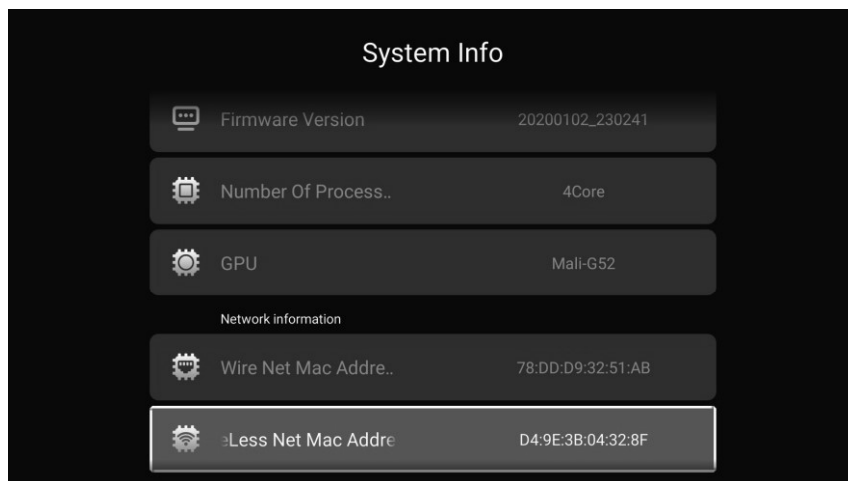 System Info
Firmware Version 20200102_230241
Number Of Process.. 4Core
GPU Mali-G52
Network information
Wire Net Mac Addre.. 78:DD:D9:32:51:AB
eLess Net Mac Addre D4:9E:3B:04:32:8F